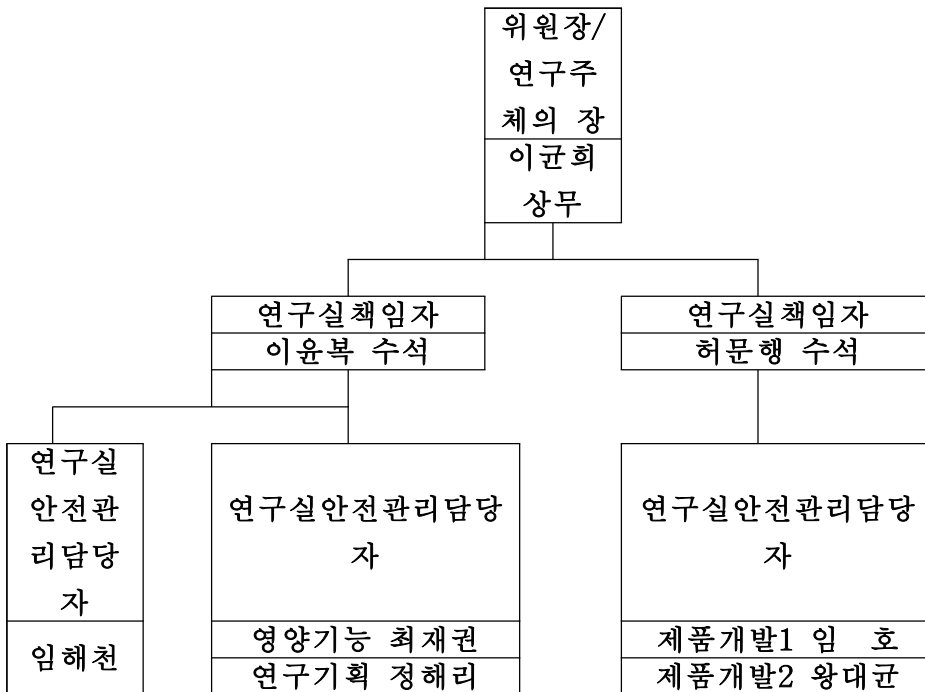 위원장/
연구주
체의 장
이균희
상무
연구실책임자
이윤복 수석
연구실책임자
허문행 수석
연구실
안전관
리담당
자
임해천
연구실안전관리담당
자
영양기능 최재권
연구기획 정해리
연구실안전관리담당
자
제품개발1 임 호
제품개발2 왕대균